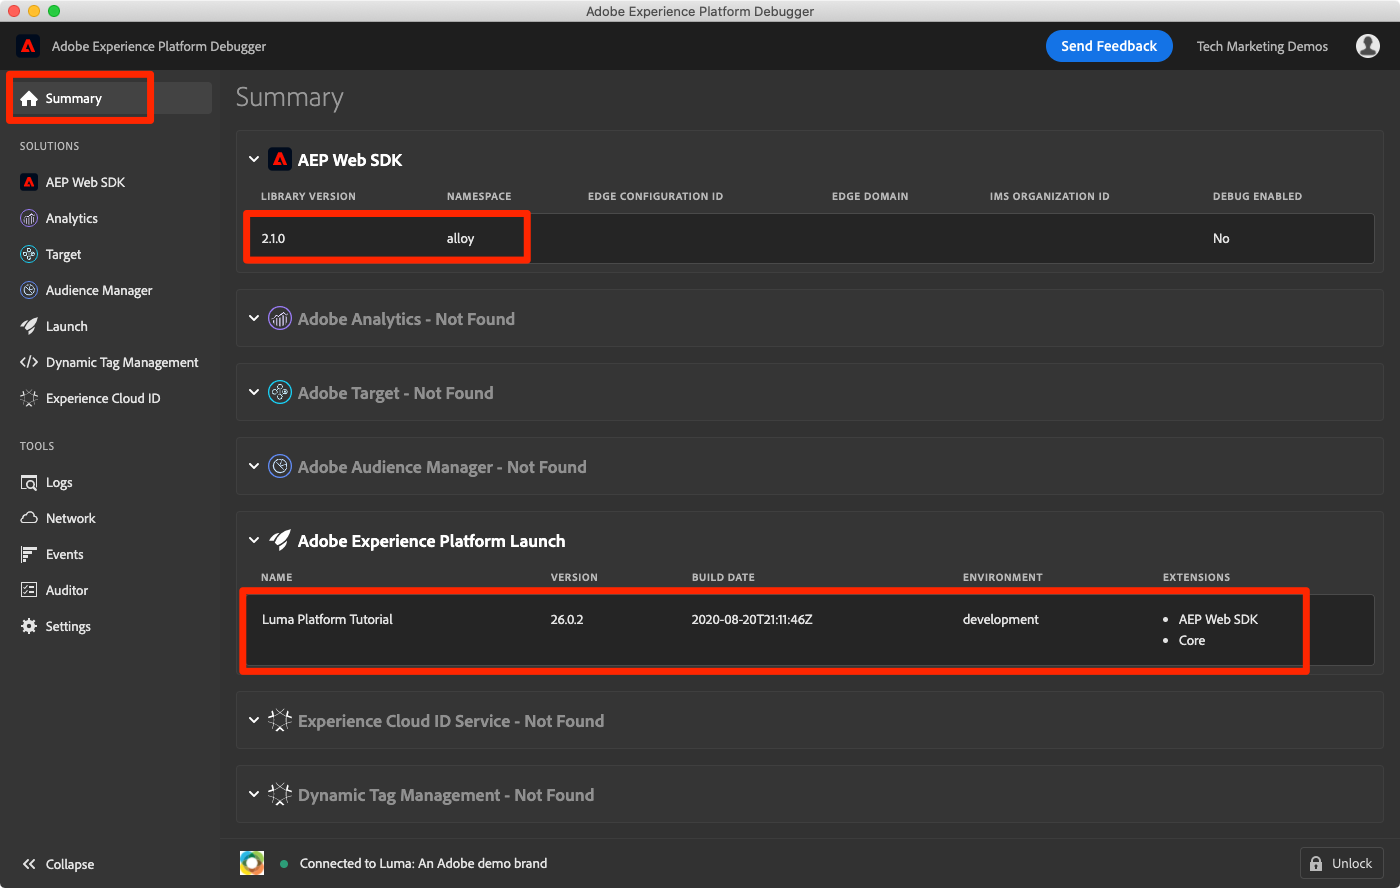 Adobe Experience Platform Debugger
Adobe Experience Platform Debugger
Send Feedback
Tech Marketing Demos
Summary
SOLUTIONS
AEP Web SDK
Analytics
Target
Audience Manager
Launch
Dynamic Tag Management
Experience Cloud ID
TOOLS
Logs
Network
Events
Auditor
Settings
Collapse
Summary
AEP Web SDK
LIBRARY VERSION NAMESPACE EDGE CONFIGURATION ID EDGE DOMAIN IMS ORGANIZATION ID DEBUG ENABLED
2.1.0 alloy No
Adobe Analytics - Not Found
Adobe Target - Not Found
Adobe Audience Manager - Not Found
Adobe Experience Platform Launch
NAME VERSION BUILD DATE ENVIRONMENT EXTENSIONS
Luma Platform Tutorial 26.0.2 2020-08-20T21:11:46Z development • AEP Web SDK
• Core
Experience Cloud ID Service - Not Found
Dynamic Tag Management - Not Found
Connected to Luma: An Adobe demo brand
Unlock